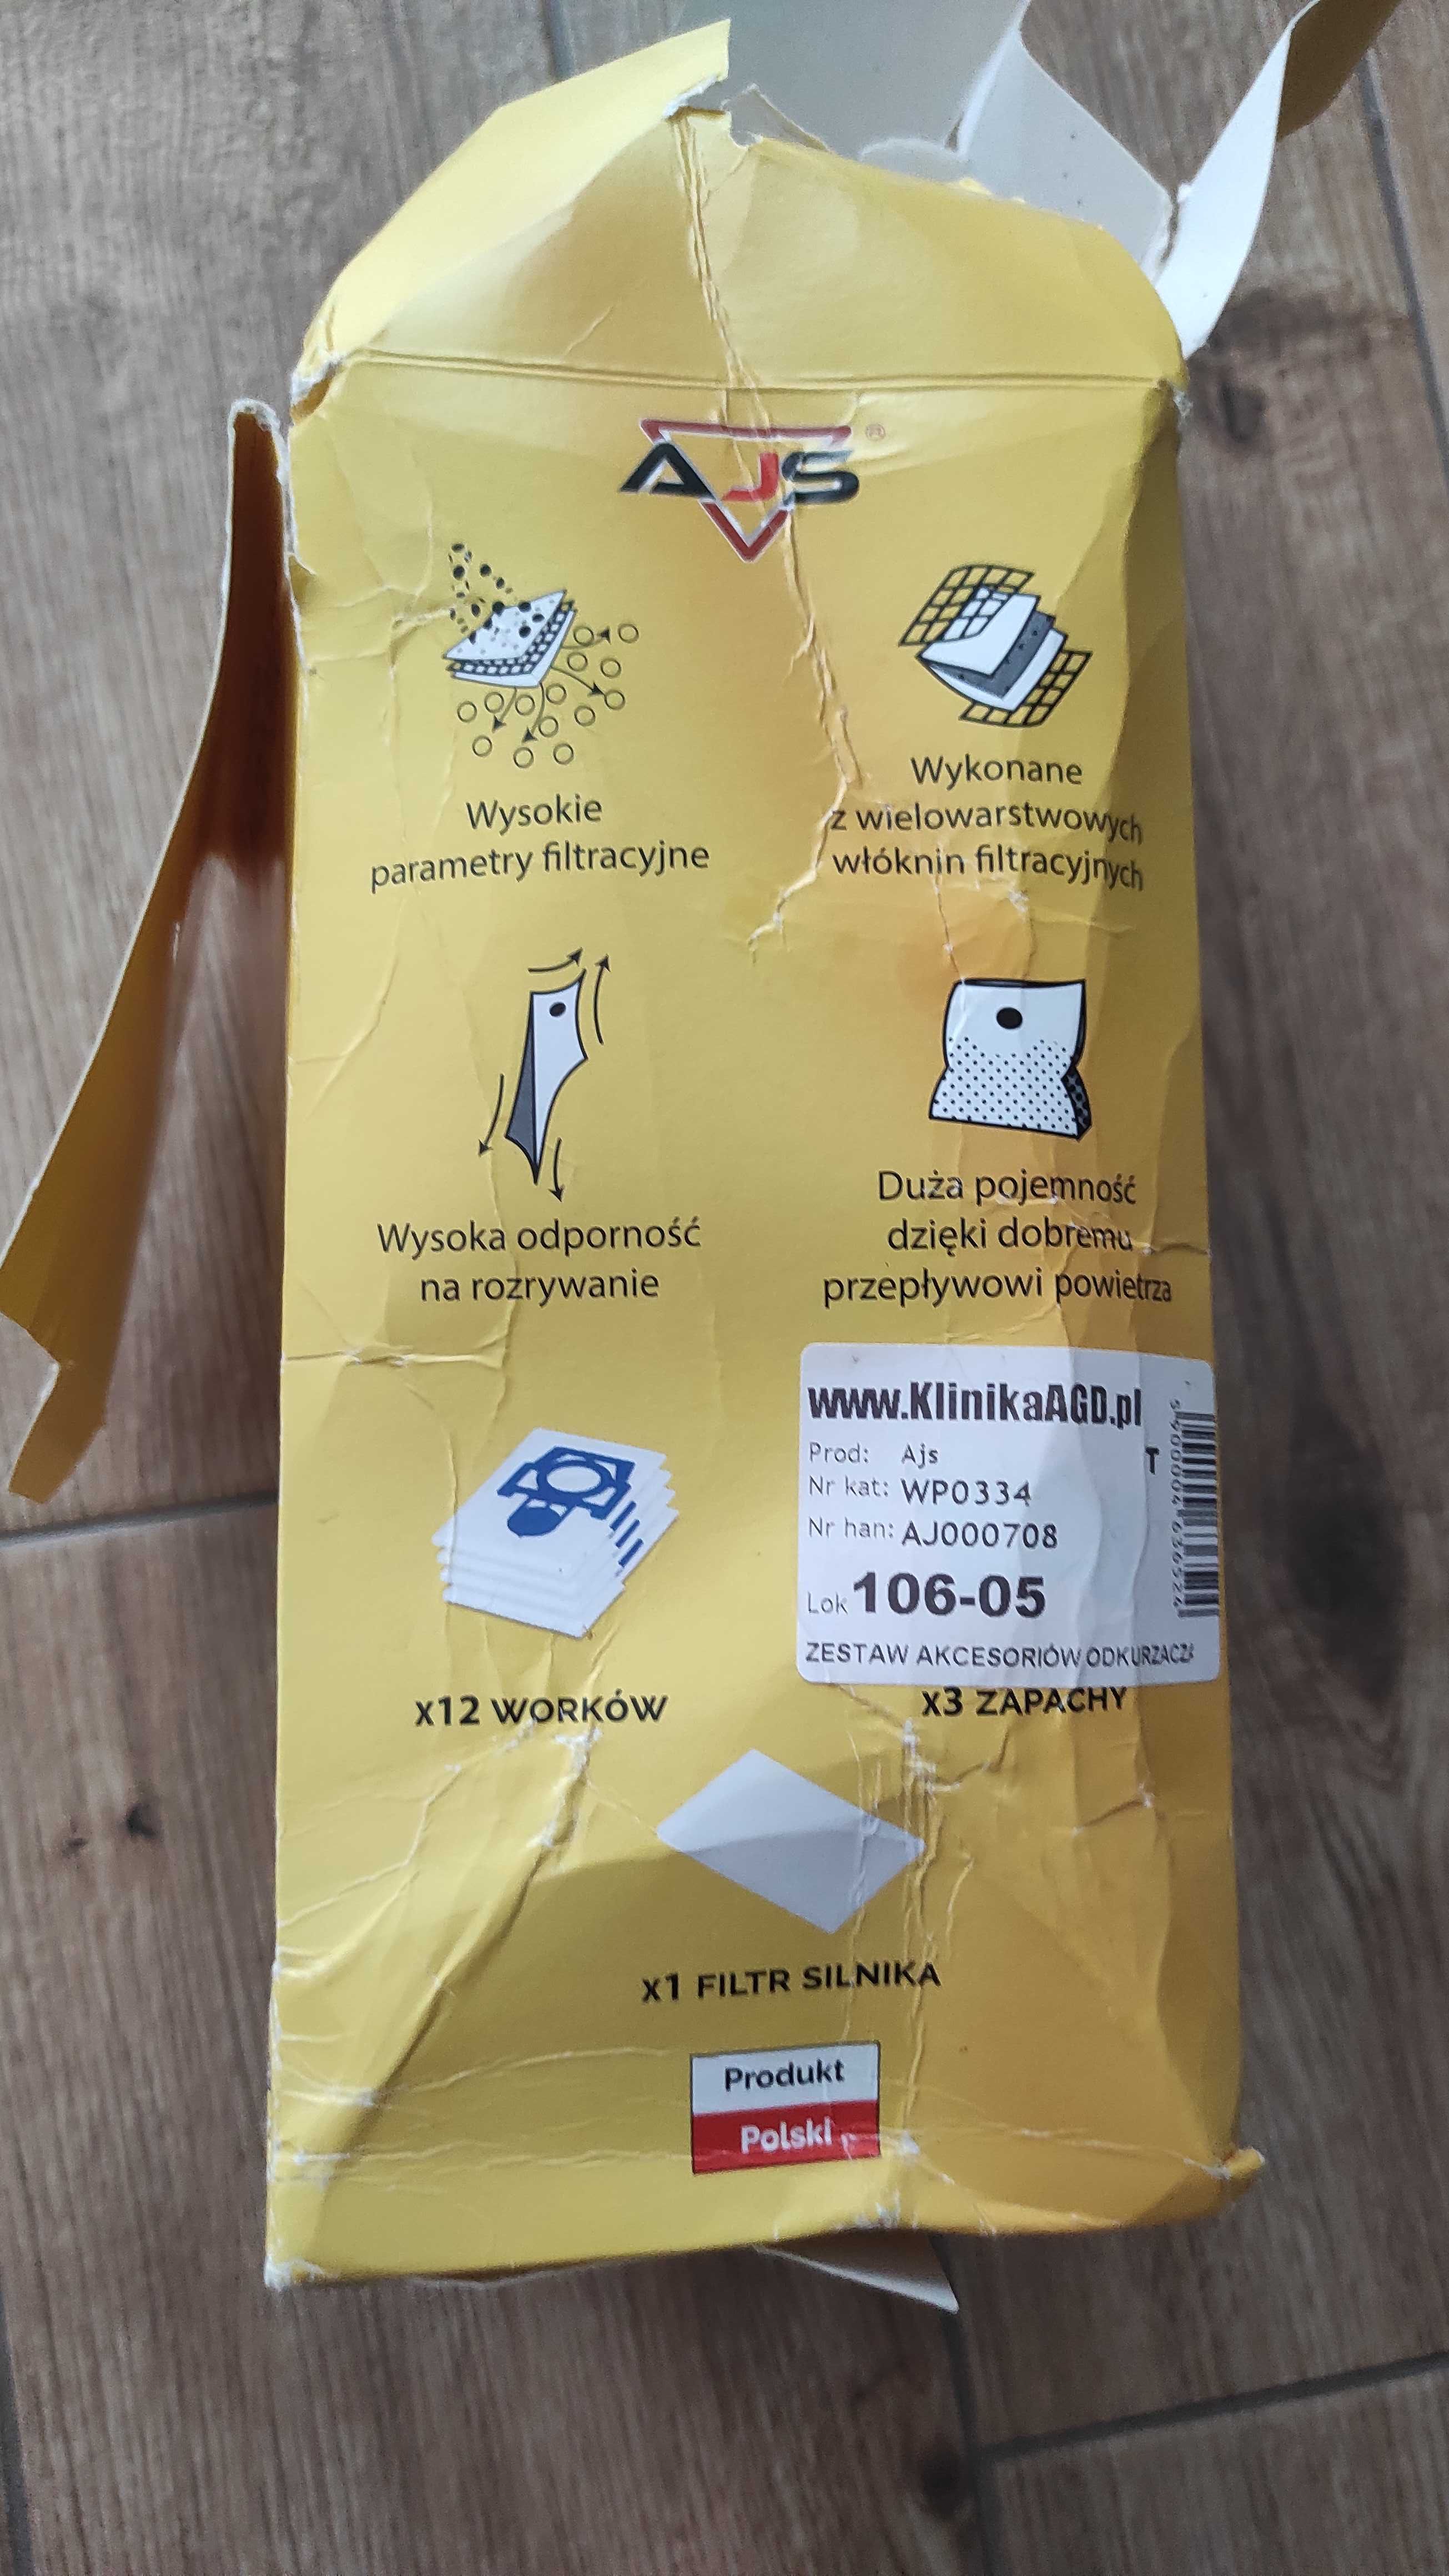 AJS ®
Wysokie
parametry filtracyjne
Wykonane
z wielowarstwowych
włóknin filtracyjnych
Wysoka odporność
na rozrywanie
Duża pojemność
dzięki dobremu
przepływowi powietrza
www.KlinikaAGD.pl
Prod: Ajs T
Nr kat: WP0334
Nr han: AJ000708
Lok 106-05
ZESTAW AKCESORIÓW ODKURZACZ
x12 WORKÓW
x3 ZAPACHY
x1 FILTR SILNIKA
Produkt
Polski